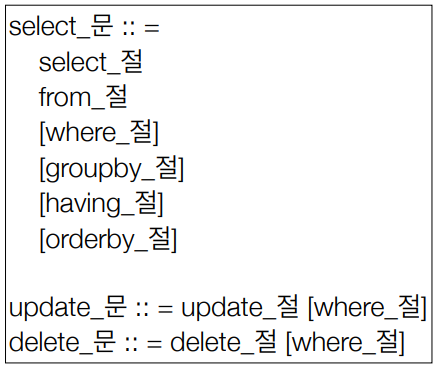 select_문 :: =
select_절
from_절
[where_절]
[groupby_절]
[having_절]
[orderby_절]
update_문 :: = update_절 [where_절]
delete_문 :: = delete_절 [where_절]